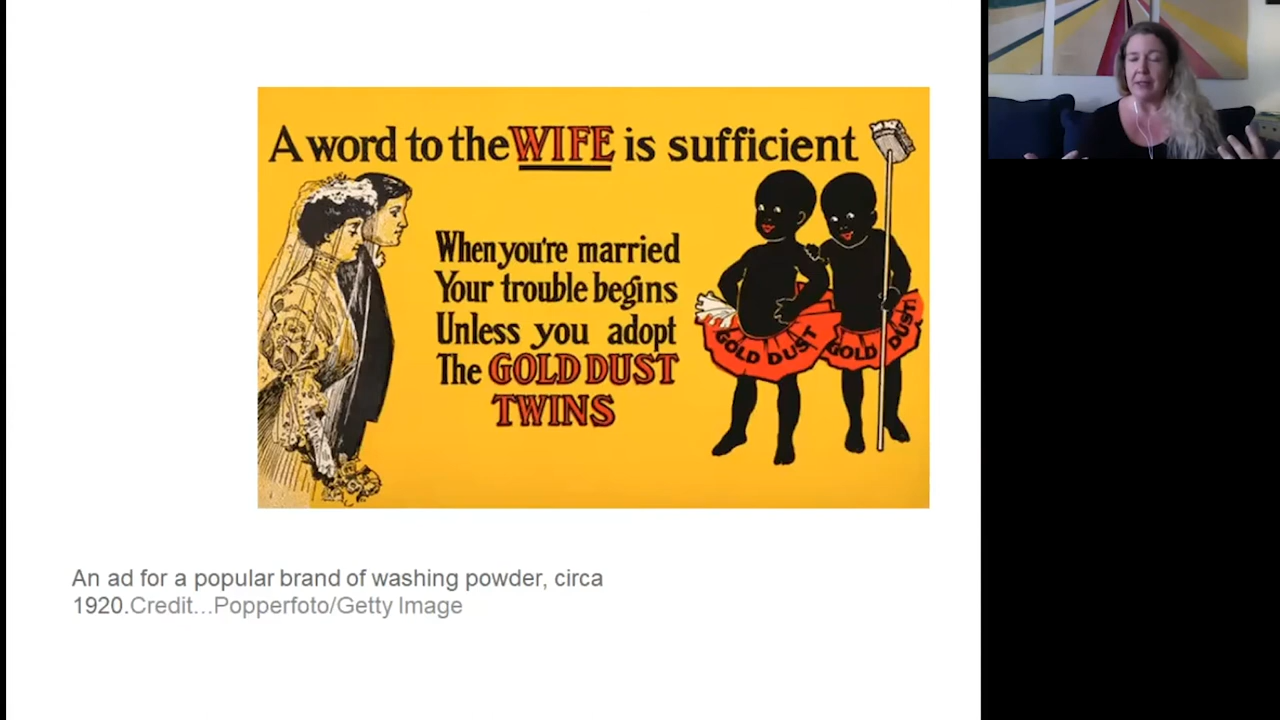 A word to the WIFE is sufficient
When you're married
Your trouble begins
Unless you adopt
The GOLD DUST
TWINS
GOLD DUST
GOLD DUST!
An ad for a popular brand of washing powder, circa
1920.Credit...Popperfoto/Getty Image